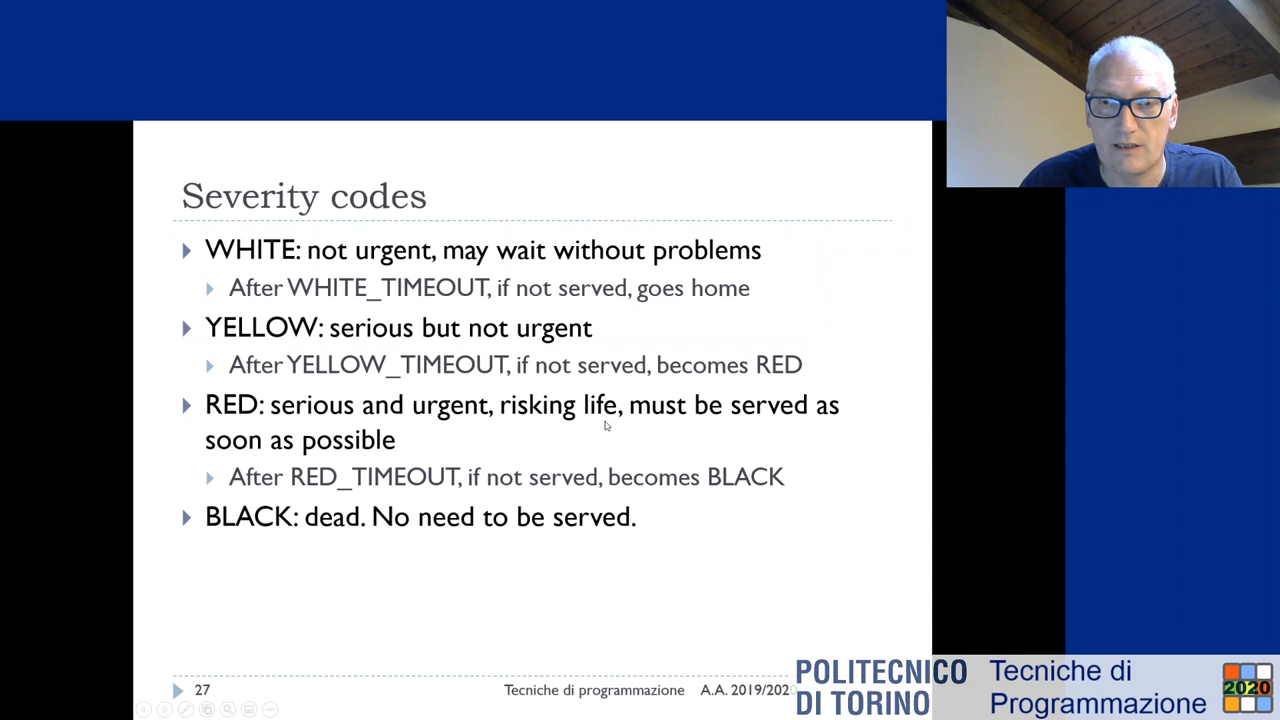 Severity codes
WHITE: not urgent, may wait without problems
After WHITE_TIMEOUT, if not served, goes home
YELLOW: serious but not urgent
After YELLOW_TIMEOUT, if not served, becomes RED
RED: serious and urgent, risking life, must be served as
soon as possible
After RED_TIMEOUT, if not served, becomes BLACK
BLACK: dead. No need to be served.
27
Tecniche di programmazione A.A. 2019/2020
POLITECNICO
DI TORINO
Tecniche di
Programmazione
2020